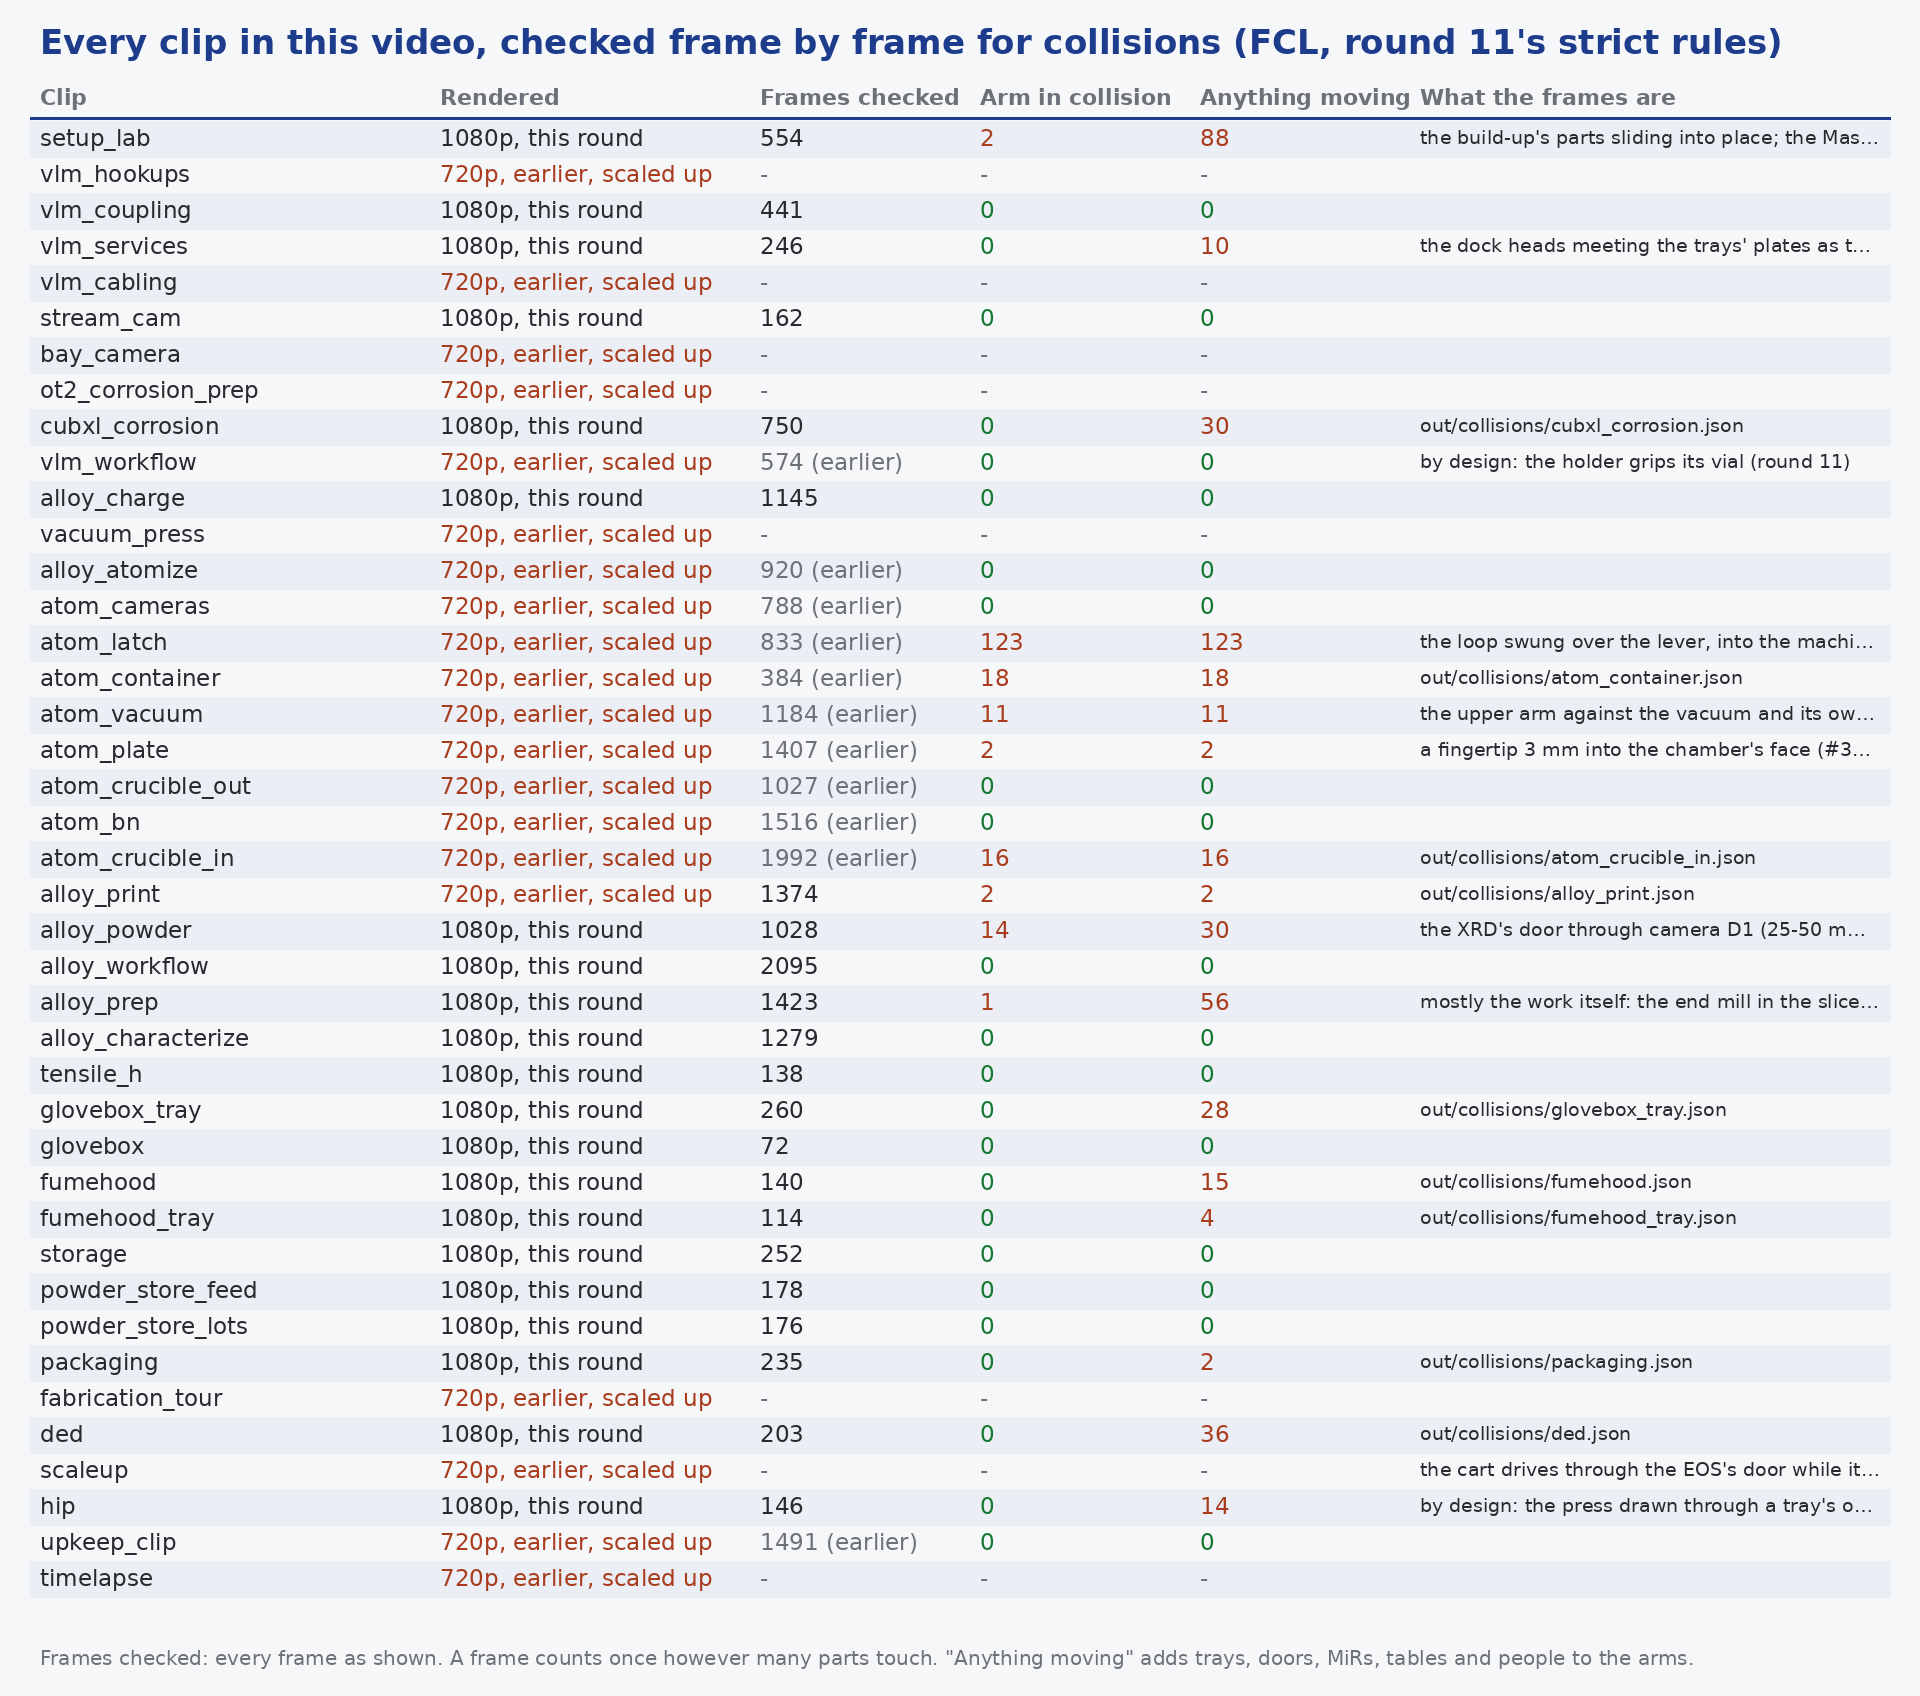 Every clip in this video, checked frame by frame for collisions (FCL, round 11's strict rules)
Clip Rendered Frames checked Arm in collision Anything moving What the frames are
setup_lab 1080p, this round 554 2 88 the build-up's parts sliding into place; the Mas...
vlm_hookups 720p, earlier, scaled up - - -
vlm_coupling 1080p, this round 441 0 0
vlm_services 1080p, this round 246 0 10 the dock heads meeting the trays' plates as t...
vlm_cabling 720p, earlier, scaled up - - -
stream_cam 1080p, this round 162 0 0
bay_camera 720p, earlier, scaled up - - -
ot2_corrosion_prep 720p, earlier, scaled up - - -
cubxl_corrosion 1080p, this round 750 0 30 out/collisions/cubxl_corrosion.json
vlm_workflow 720p, earlier, scaled up 574 (earlier) 0 0 by design: the holder grips its vial (round 11)
alloy_charge 1080p, this round 1145 0 0
vacuum_press 720p, earlier, scaled up - - -
alloy_atomize 720p, earlier, scaled up 920 (earlier) 0 0
atom_cameras 720p, earlier, scaled up 788 (earlier) 0 0
atom_latch 720p, earlier, scaled up 833 (earlier) 123 123 the loop swung over the lever, into the machi...
atom_container 720p, earlier, scaled up 384 (earlier) 18 18 out/collisions/atom_container.json
atom_vacuum 720p, earlier, scaled up 1184 (earlier) 11 11 the upper arm against the vacuum and its ow...
atom_plate 720p, earlier, scaled up 1407 (earlier) 2 2 a fingertip 3 mm into the chamber's face (#3...
atom_crucible_out 720p, earlier, scaled up 1027 (earlier) 0 0
atom_bn 720p, earlier, scaled up 1516 (earlier) 0 0
atom_crucible_in 720p, earlier, scaled up 1992 (earlier) 16 16 out/collisions/atom_crucible_in.json
alloy_print 720p, earlier, scaled up 1374 2 2 out/collisions/alloy_print.json
alloy_powder 1080p, this round 1028 14 30 the XRD's door through camera D1 (25-50 m...
alloy_workflow 1080p, this round 2095 0 0
alloy_prep 1080p, this round 1423 1 56 mostly the work itself: the end mill in the slice...
alloy_characterize 1080p, this round 1279 0 0
tensile_h 1080p, this round 138 0 0
glovebox_tray 1080p, this round 260 0 28 out/collisions/glovebox_tray.json
glovebox 1080p, this round 72 0 0
fumehood 1080p, this round 140 0 15 out/collisions/fumehood.json
fumehood_tray 1080p, this round 114 0 4 out/collisions/fumehood_tray.json
storage 1080p, this round 252 0 0
powder_store_feed 1080p, this round 178 0 0
powder_store_lots 1080p, this round 176 0 0
packaging 1080p, this round 235 0 2 out/collisions/packaging.json
fabrication_tour 720p, earlier, scaled up - - -
ded 1080p, this round 203 0 36 out/collisions/ded.json
scaleup 720p, earlier, scaled up - - - the cart drives through the EOS's door while it...
hip 1080p, this round 146 0 14 by design: the press drawn through a tray's o...
upkeep_clip 720p, earlier, scaled up 1491 (earlier) 0 0
timelapse 720p, earlier, scaled up - - -
Frames checked: every frame as shown. A frame counts once however many parts touch. "Anything moving" adds trays, doors, MiRs, tables and people to the arms.